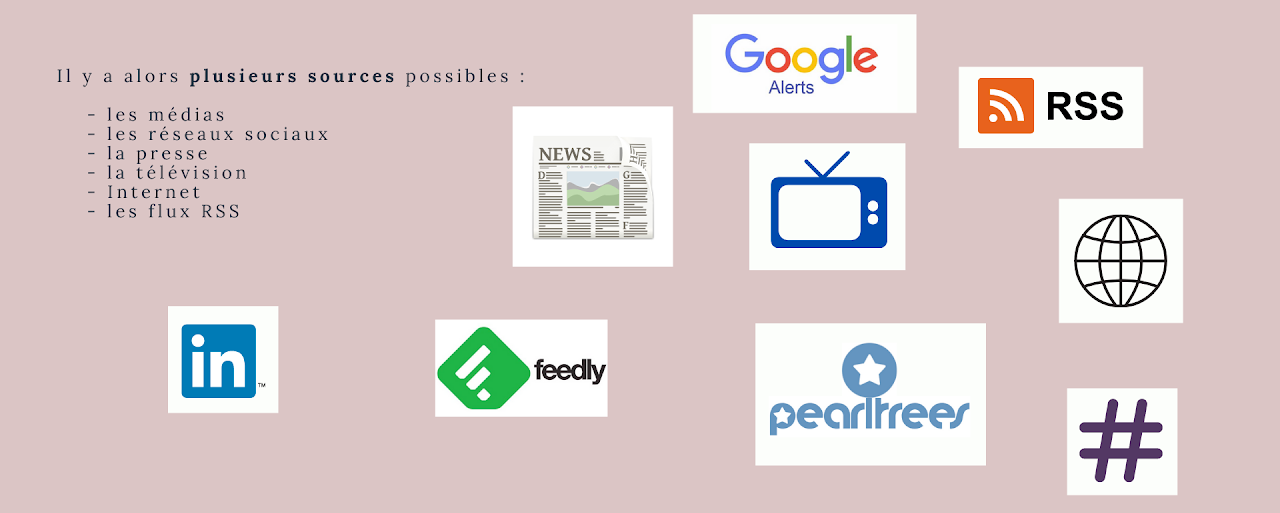 Il y a alors plusieurs sources possibles :
- les médias
- les réseaux sociaux
- la presse
- la télévision
- Internet
- les flux RSS
Google
Alerts
RSS
NEWS
D
G
F
in™
feedly
pearltrees
#